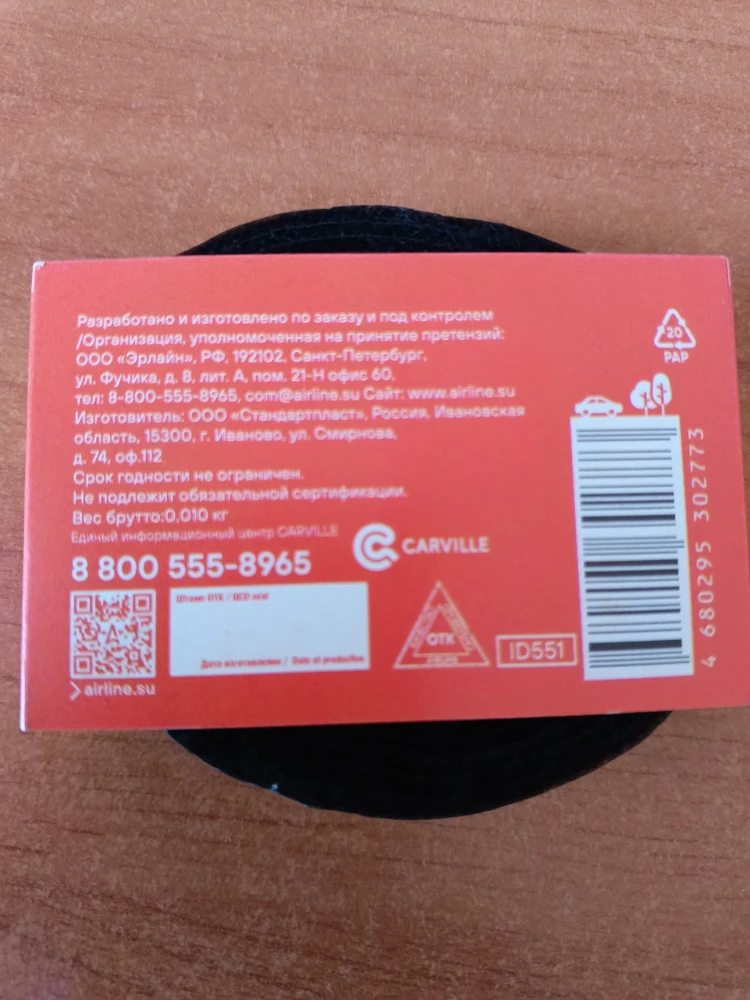 Разработано и изготовлено по заказу и под контролем
/Организация, уполномоченная на принятие претензий:
ООО «Эрлайн», РФ, 192102, Санкт-Петербург,
ул. Фучика, д. 8, лит. А, пом. 21-Н офис 60,
тел: 8-800-555-8965, com@airline.su Сайт: www.airline.su
Изготовитель: ООО «Стандартпласт», Россия, Ивановская
область, 15300, г. Иваново, ул. Смирнова,
д. 74, оф.112
Срок годности не ограничен.
Не подлежит обязательной сертификации.
Вес брутто:0,010 кг
Единый информационный центр CARVILLE
8 800 555-8965
CARVILLE
Штамп ОТК / QCD seal
Дата изготовления / Date of production
airline.su
ОТК
ID551
20
PAP
4 680295 302773